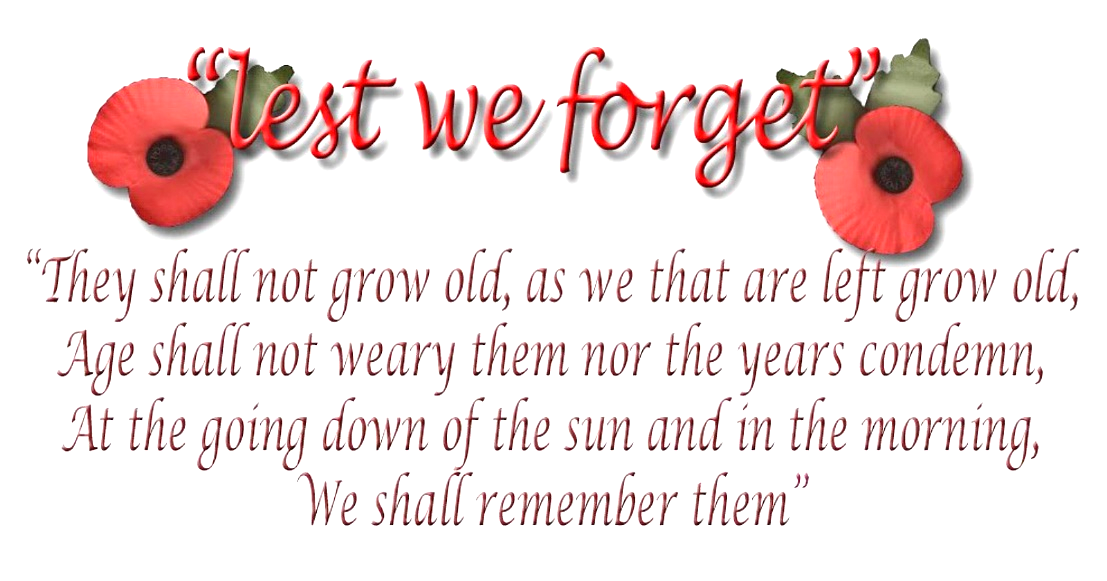 “lest we forget”
“They shall not grow old, as we that are left grow old,
Age shall not weary them nor the years condemn,
At the going down of the sun and in the morning,
We shall remember them”